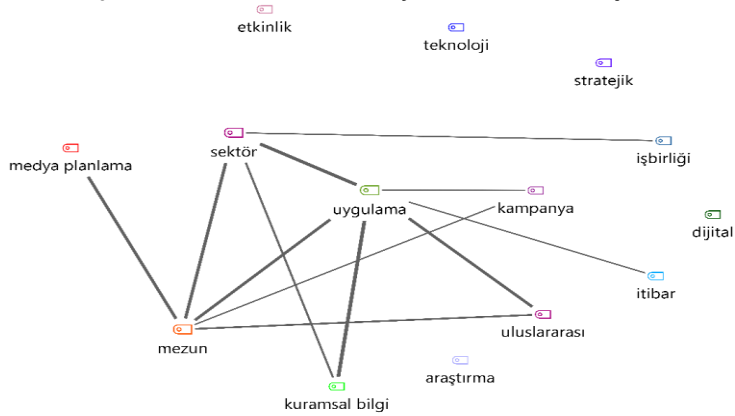 etkinlik
teknoloji
stratejik
sektör
işbirliği
medya planlama
uygulama
kampanya
dijital
itibar
uluslararası
mezun
araştırma
kuramsal bilgi